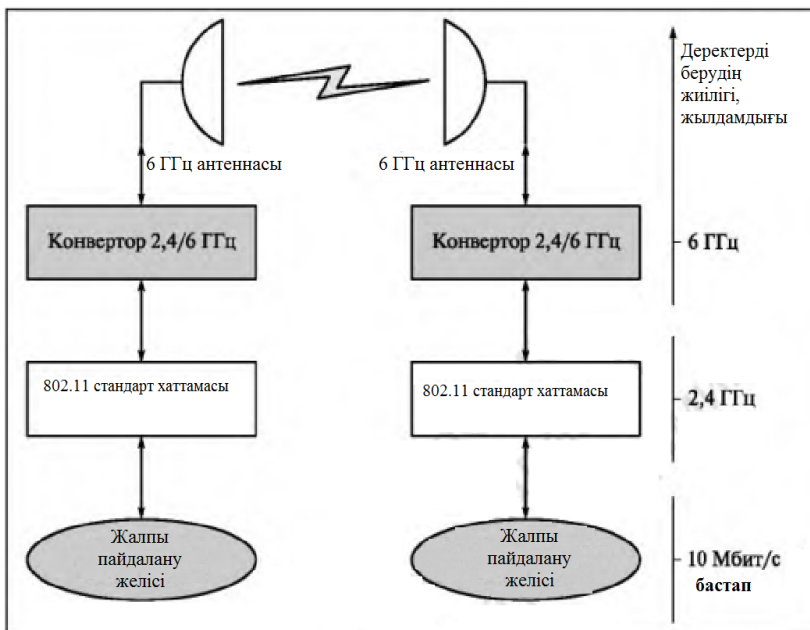 Деректерді
берудің
жиілігі,
жылдамдығы
6 ГГц антеннасы
6 ГГц антеннасы
Конвертор 2,4/6 ГГц
Конвертор 2,4/6 ГГц
6 ГГц
802.11 стандарт хаттамасы
802.11 стандарт хаттамасы
2,4 ГГц
Жалпы
пайдалану
желісі
Жалпы
пайдалану
желісі
10 Мбит/с
бастап